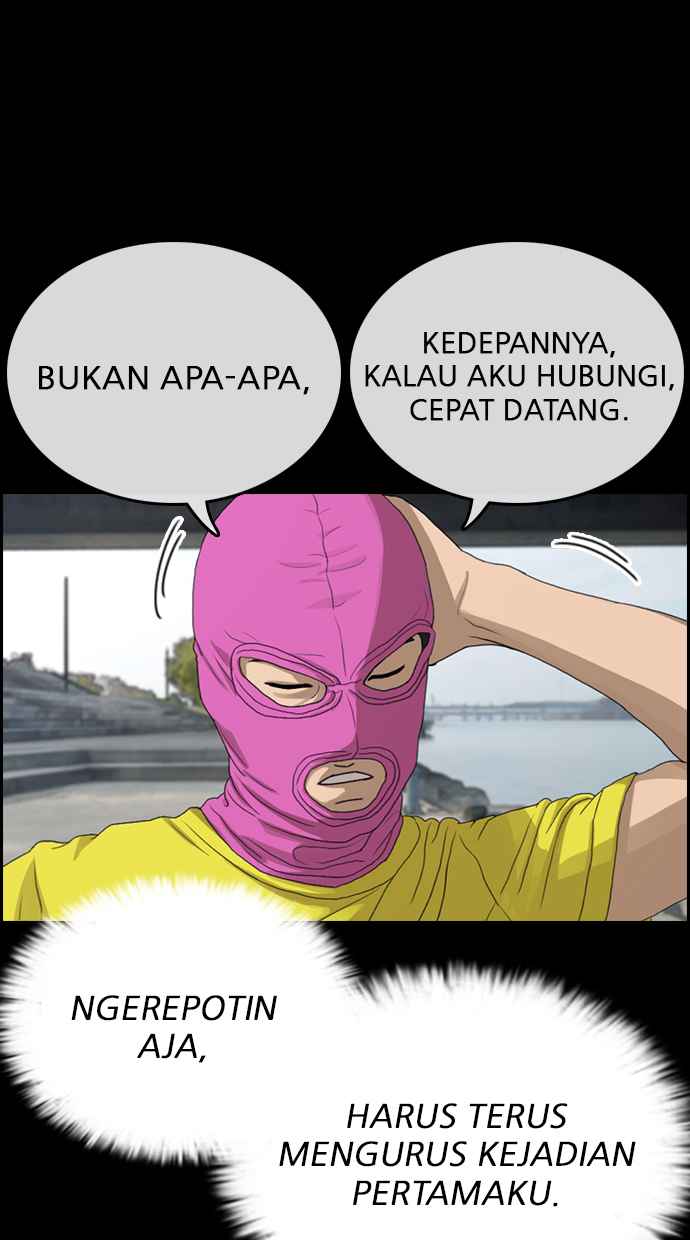 BUKAN APA-APA,
KEDEPANNYA,
KALAU AKU HUBUNGI,
CEPAT DATANG.
NGEREPOTIN
AJA,
HARUS TERUS
MENGURUS KEJADIAN
PERTAMAKU.